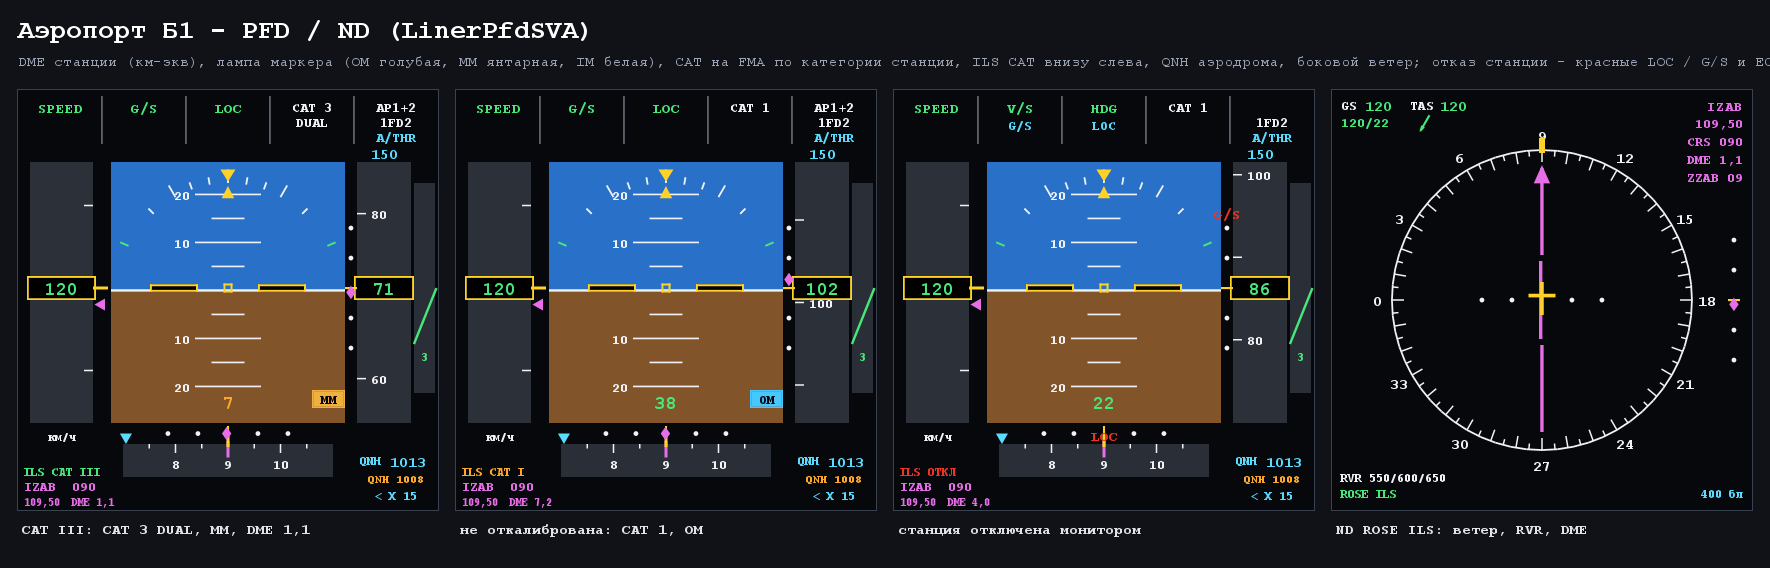 Аэропорт Б1 – PFD / ND (LinerPfdSVA)
DME станции (км-экв), лампа маркера (OM голубая, MM янтарная, IM белая), CAT на FMA по категории станции, ILS CAT внизу слева, QNH аэродрома, боковой ветер; отказ станции – красные LOC / G/S и
SPEED G/S LOC CAT 3 AP1+2
DUAL 1FD2
A/THR
150
20
80
10
120 71
10
60
3
20
MM
7
км/ч
8 9 10
QNH 1013
ILS CAT III
QNH 1008
IZAB 090
< X 15
109,50 DME 1,1
CAT III: CAT 3 DUAL, MM, DME 1,1
SPEED G/S LOC CAT 1 AP1+2
1FD2
A/THR
150
20
10
120 102
100
10
3
20
OM
38
км/ч
8 9 10
QNH 1013
ILS CAT I
QNH 1008
IZAB 090
< X 15
109,50 DME 7,2
не откалибрована: CAT 1, OM
SPEED V/S HDG CAT 1
G/S LOC 1FD2
A/THR
150
100
20
G/S
10
120 86
10 80
3
20
22
км/ч
LOC
8 9 10
QNH 1013
ILS ОТКЛ
QNH 1008
IZAB 090
< X 15
109,50 DME 4,0
станция отключена монитором
GS 120 TAS 120 IZAB
120/22 109,50
CRS 090
DME 1,1
ZZAB 09
9
6 12
3 15
0 18
33 21
30 24
27
RVR 550/600/650
ROSE ILS 400 бл
ND ROSE ILS: ветер, RVR, DME